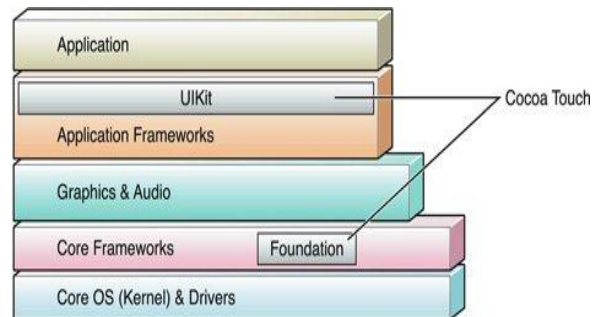 Application
UIKit
Cocoa Touch
Application Frameworks
Graphics & Audio
Core Frameworks
Foundation
Core OS (Kernel) & Drivers